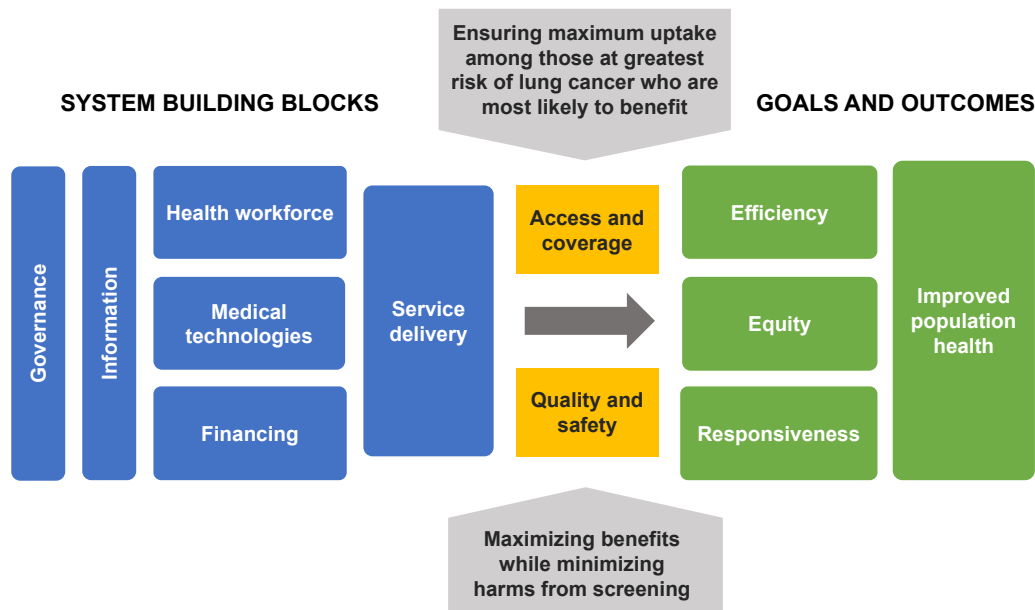 Ensuring maximum uptake
among those at greatest
risk of lung cancer who are
most likely to benefit
SYSTEM BUILDING BLOCKS
GOALS AND OUTCOMES
Governance
Information
Health workforce
Medical
technologies
Financing
Service
delivery
Access and
coverage
Quality and
safety
Efficiency
Equity
Responsiveness
Improved
population
health
Maximizing benefits
while minimizing
harms from screening